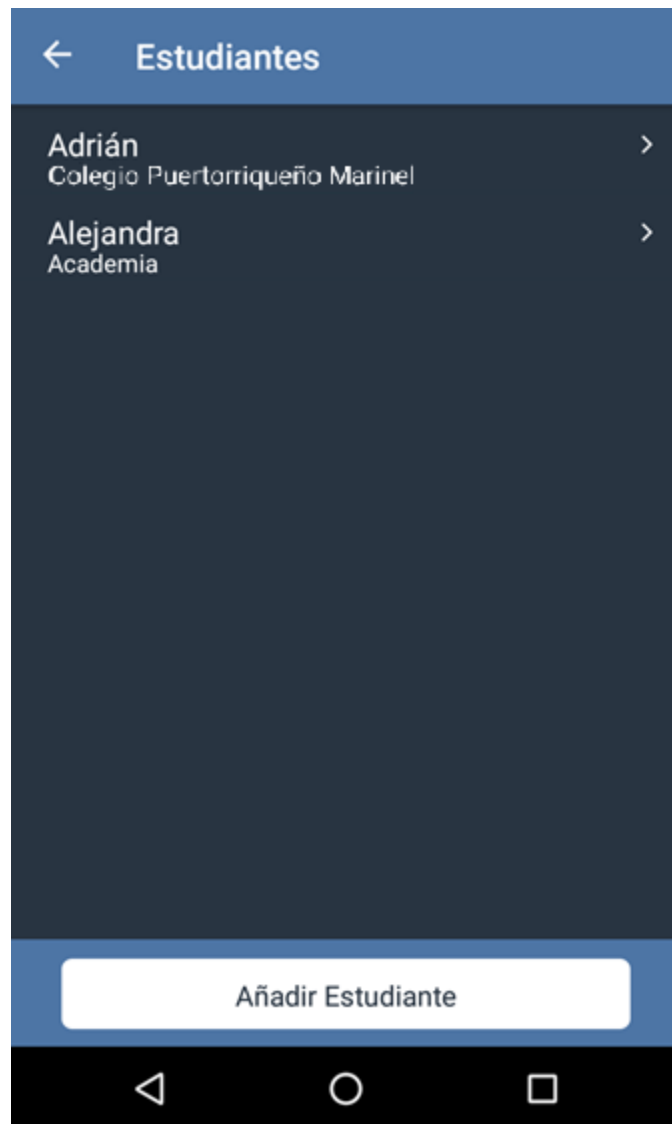 Estudiantes
Adrián
Colegio Puertorriqueño Marinel
Alejandra
Academia
Añadir Estudiante